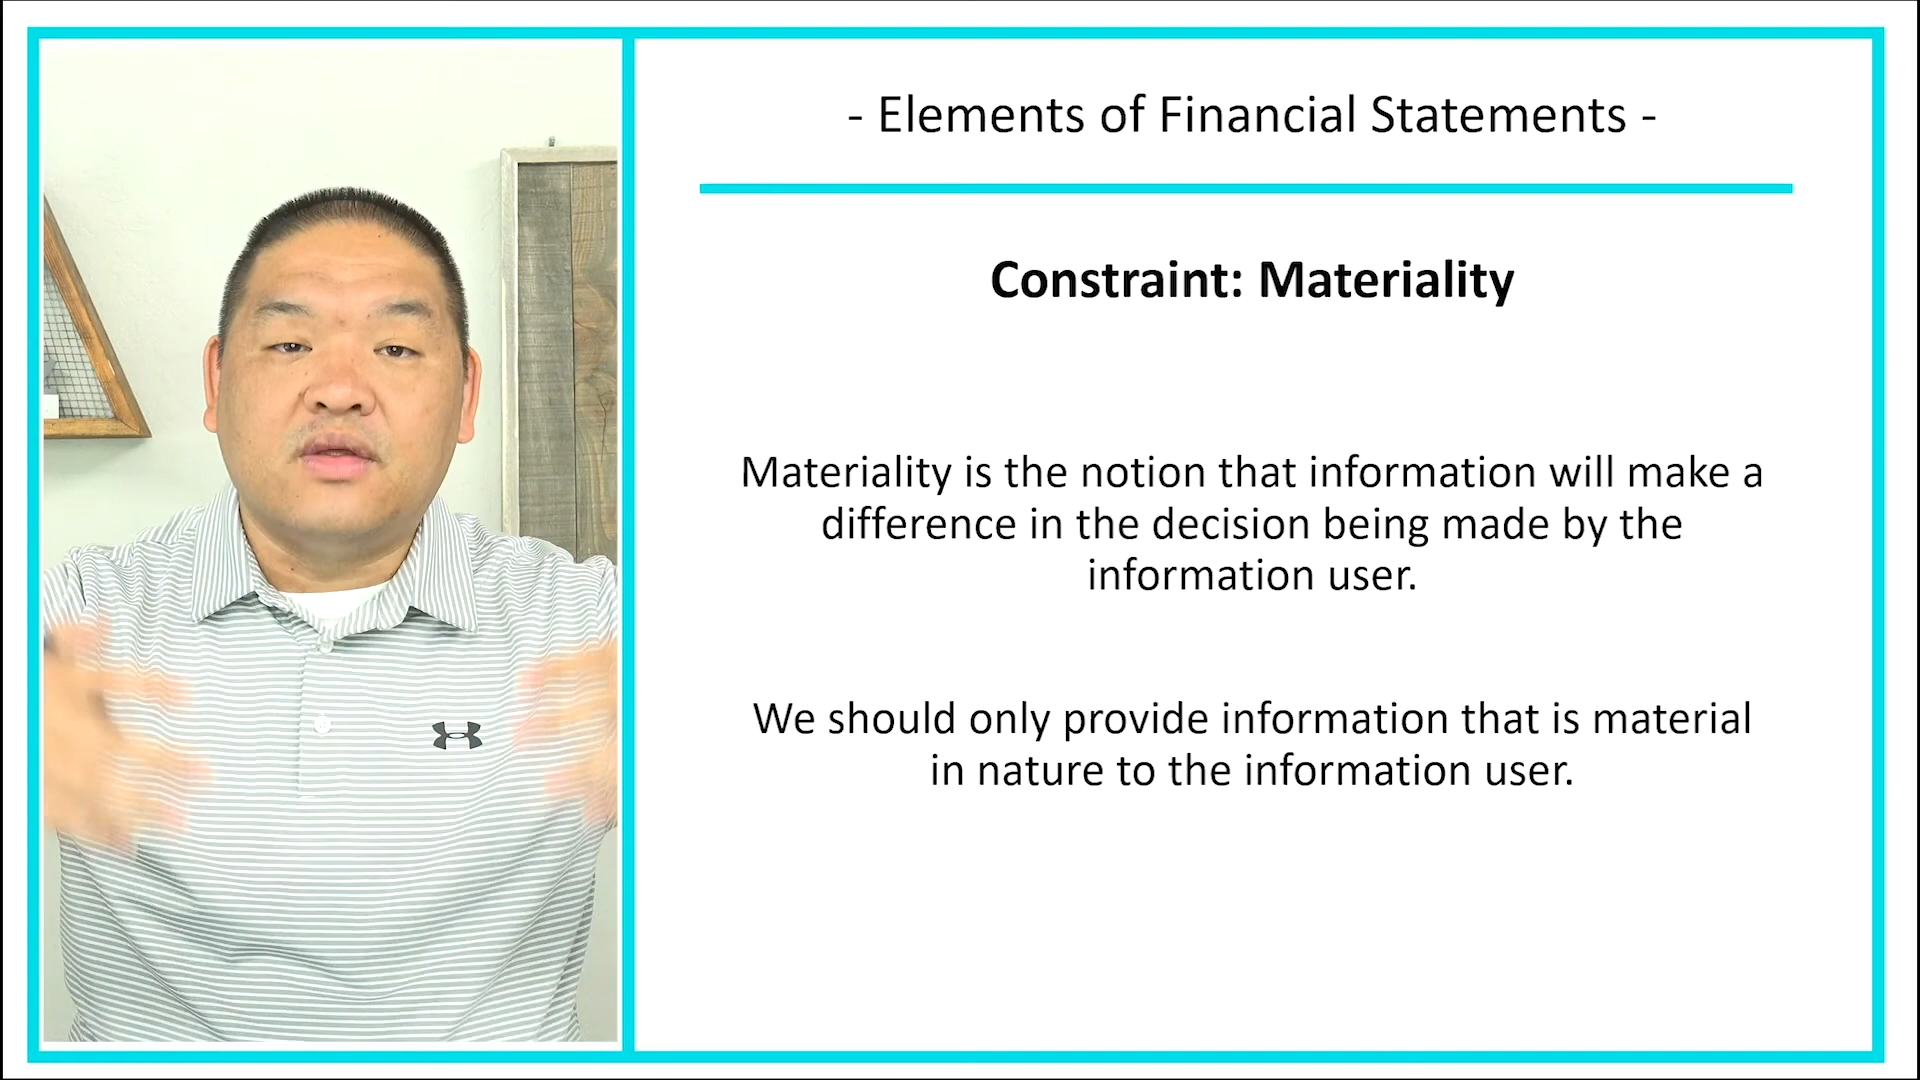 - Elements of Financial Statements -
Constraint: Materiality
Materiality is the notion that information will make a
difference in the decision being made by the
information user.
We should only provide information that is material
in nature to the information user.